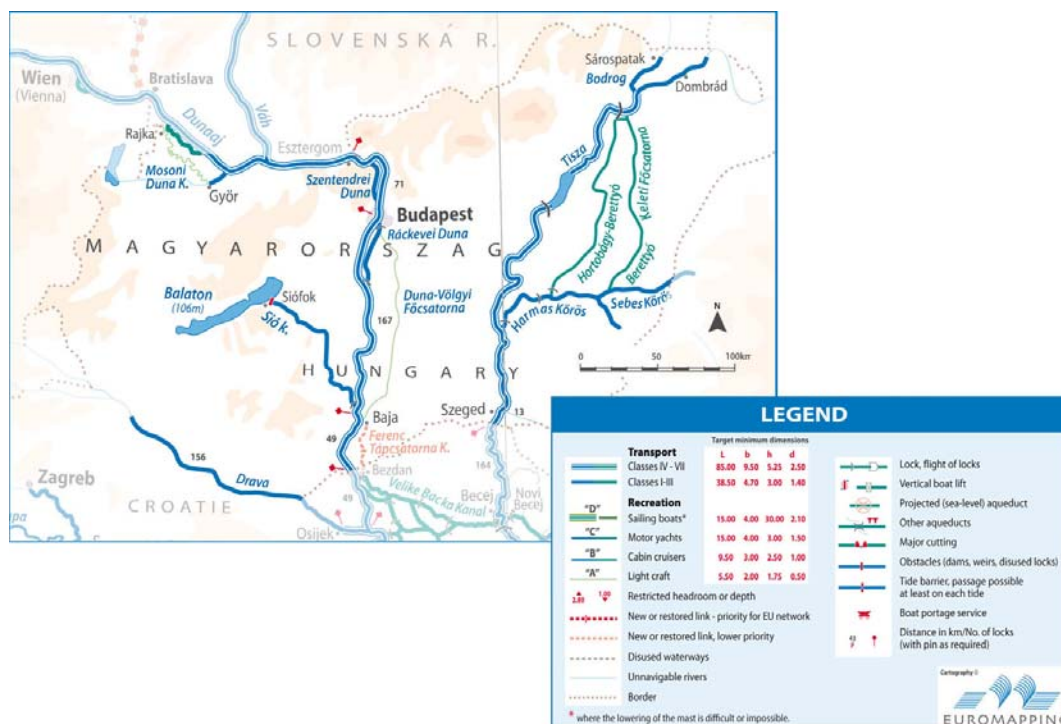 SLOVENSKÁ R.
Wien
(Vienna)
Bratislava
Rajka
Dunaaj
Váh
Mosoni
Duna K.
Györ
Esztergom
Szentendrei
Duna
71
Budapest
Ráckevei Duna
MAGYARORSZAG
Balaton
(106m)
Siófok
Sió k.
Duna-Völgyi
Főcsatorna
167
HUNGARY
Baja
49
Ferenc
Tápcsatorna K.
Bezdan
49
156
Drava
Zagreb
CROATIE
Osijek
Velike Backa Kanal
Becej
Novi
Becej
164
Szeged
13
Sárospatak
Bodrog
Dombrád
Tisza
Hortobágy-Berettyó
Keleti Főcsatorna
Berettyó
Harmas Körös
Sebes Körös
N
0 50 100km
LEGEND
Target minimum dimensions
Transport L b h d
Classes IV - VII 85.00 9.50 5.25 2.50
Classes I-III 38.50 4.70 3.00 1.40
Recreation
"D" Sailing boats* 15.00 4.00 30.00 2.10
"C" Motor yachts 15.00 4.00 3.00 1.50
"B" Cabin cruisers 9.50 3.00 2.50 1.00
"A" Light craft 5.50 2.00 1.75 0.50
Restricted headroom or depth
New or restored link - priority for EU network
New or restored link, lower priority
Disused waterways
Unnavigable rivers
Border
* where the lowering of the mast is difficult or impossible.
Lock, flight of locks
Vertical boat lift
Projected (sea-level) aqueduct
Other aqueducts
Major cutting
Obstacles (dams, weirs, disused locks)
Tide barrier, passage possible
at least on each tide
Boat portage service
Distance in km/No. of locks
(with pin as required)
Cartography ©
EUROMAPPING